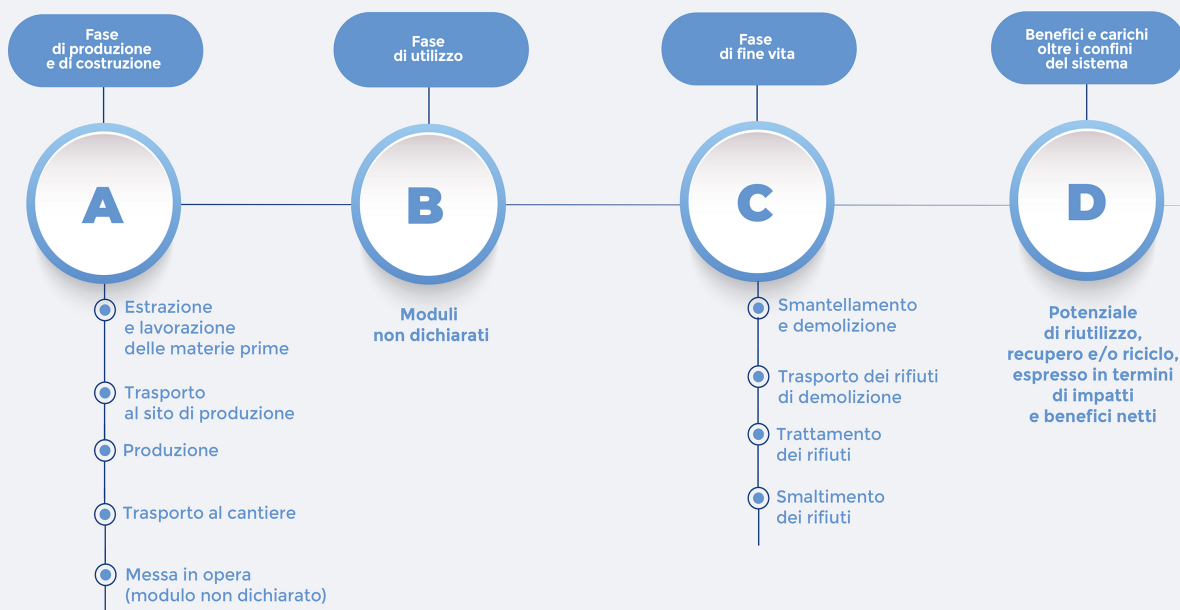 Fase
di produzione
e di costruzione
A
Estrazione
e lavorazione
delle materie prime
Trasporto
al sito di produzione
Produzione
Trasporto al cantiere
Messa in opera
(modulo non dichiarato)
Fase
di utilizzo
B
Moduli
non dichiarati
Fase
di fine vita
C
Smantellamento
e demolizione
Trasporto dei rifiuti
di demolizione
Trattamento
dei rifiuti
Smaltimento
dei rifiuti
Benefici e carichi
oltre i confini
del sistema
D
Potenziale
di riutilizzo,
recupero e/o riciclo,
espresso in termini
di impatti
e benefici netti